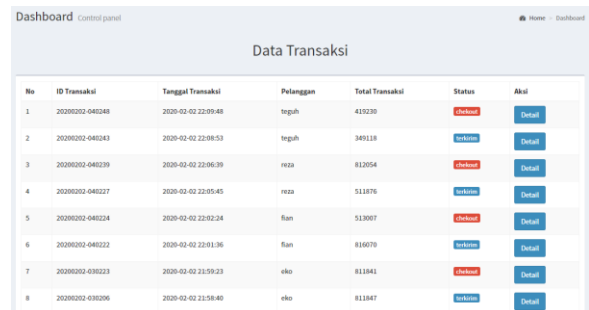 Dashboard Control panel
Home > Dashboard
Data Transaksi
No ID Transaksi Tanggal Transaksi Pelanggan Total Transaksi Status Aksi
1 20200202-040248 2020-02-02 22:09:48 teguh 419230 chekout Detail
2 20200202-040243 2020-02-02 22:08:53 teguh 349118 terkirim Detail
3 20200202-040239 2020-02-02 22:06:39 reza 812054 chekout Detail
4 20200202-040227 2020-02-02 22:05:45 reza 511876 terkirim Detail
5 20200202-040224 2020-02-02 22:02:24 fian 513007 chekout Detail
6 20200202-040222 2020-02-02 22:01:36 fian 816070 terkirim Detail
7 20200202-030223 2020-02-02 21:59:23 eko 811841 chekout Detail
8 20200202-030206 2020-02-02 21:58:40 eko 811847 terkirim Detail